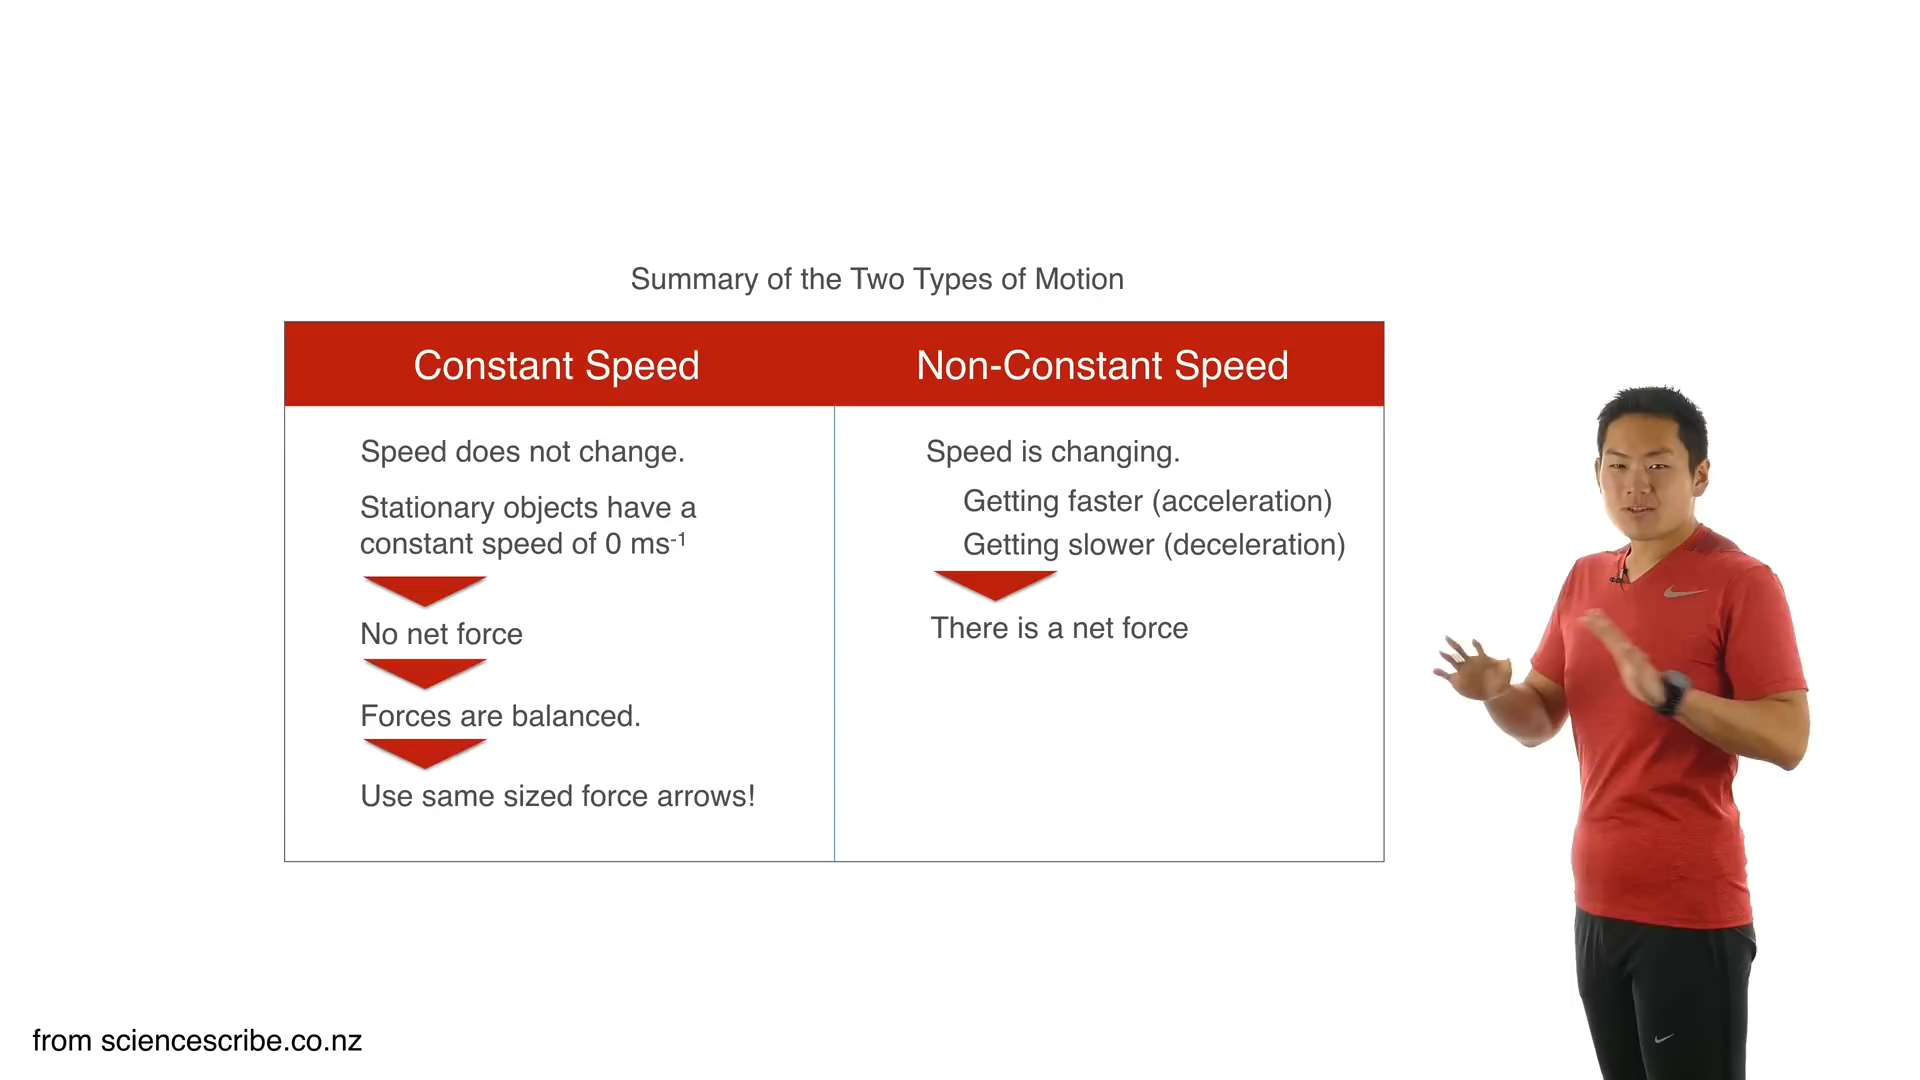 Summary of the Two Types of Motion
Constant Speed
Speed does not change.
Stationary objects have a
constant speed of 0 ms-1
No net force
Forces are balanced.
Use same sized force arrows!
Non-Constant Speed
Speed is changing.
Getting faster (acceleration)
Getting slower (deceleration)
There is a net force
from sciencescribe.co.nz